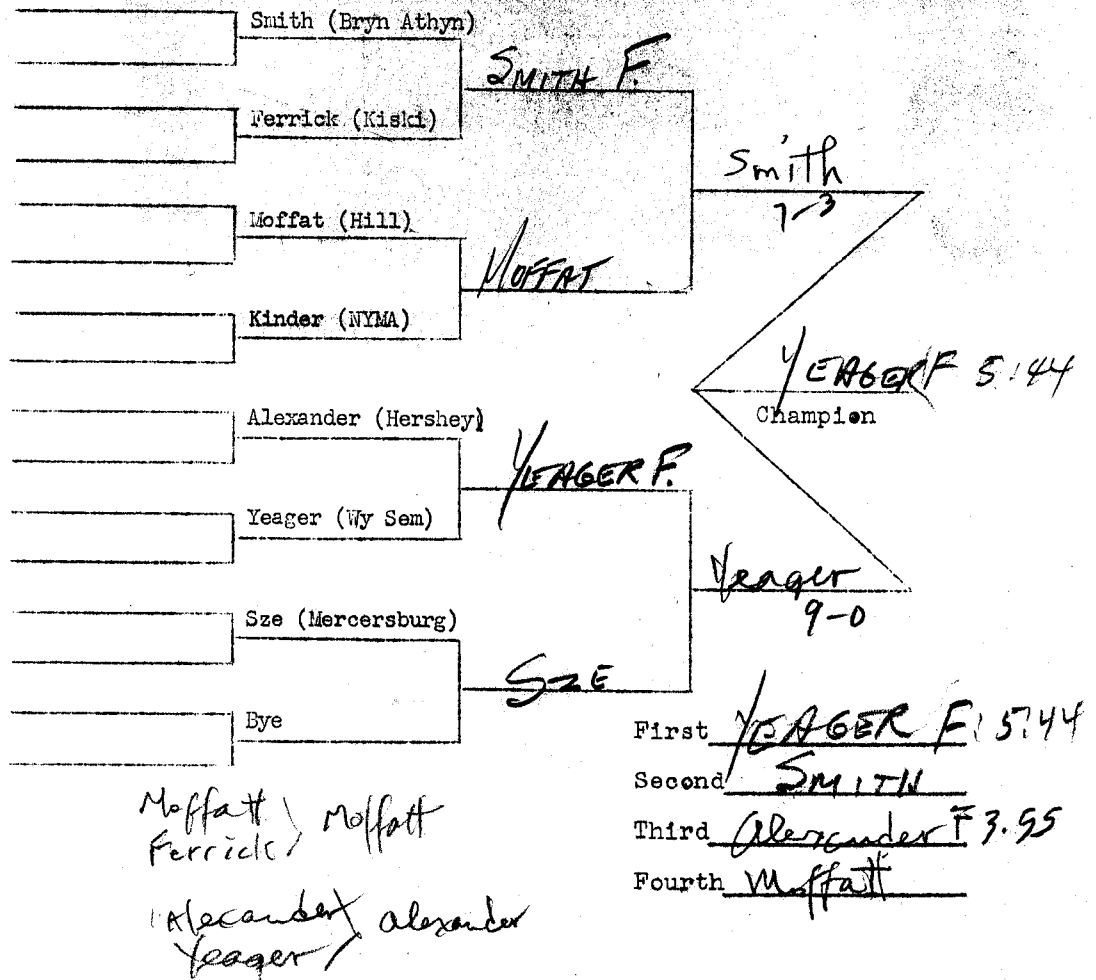 Smith (Bryn Athyn)
SMITH F.
Ferrick (Kiski)
Smith
7-3
Moffat (Hill)
MOFFAT
Kinder (NYMA)
YEAGER F 5:44
Champion
Alexander (Hershey)
YEAGER F.
Yeager (Wy Sem)
Yeager
9-0
Sze (Mercersburg)
SZE
Bye
First YEAGER F: 5:44
Second SMITH
Third Alexander F 3.55
Fourth Moffatt
Moffatt
Ferrick
Moffatt
Alecander
Yeager
alexander